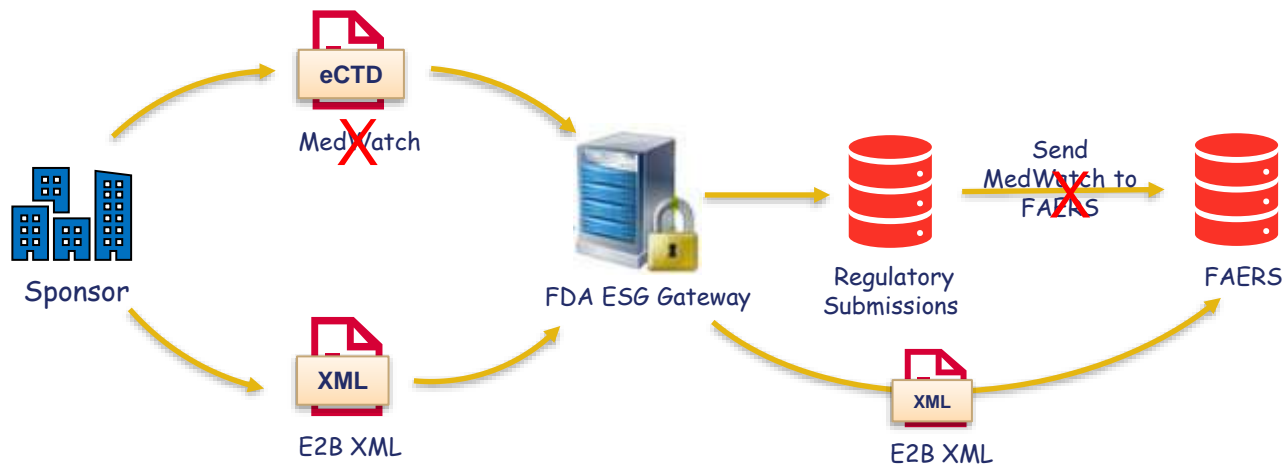 eCTD
MedWatch
X
Sponsor
XML
E2B XML
FDA ESG Gateway
Regulatory
Submissions
Send
MedWatch to
FAERS
X
FAERS
XML
E2B XML